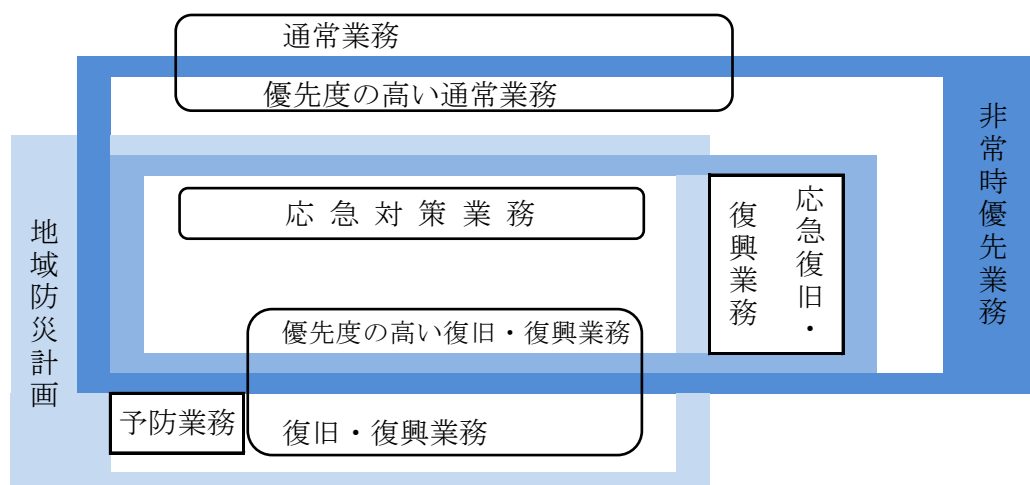 通常業務
優先度の高い通常業務
非常時優先業務
地域防災計画
応急対策業務
応急復旧・
復興業務
優先度の高い復旧・復興業務
予防業務
復旧・復興業務